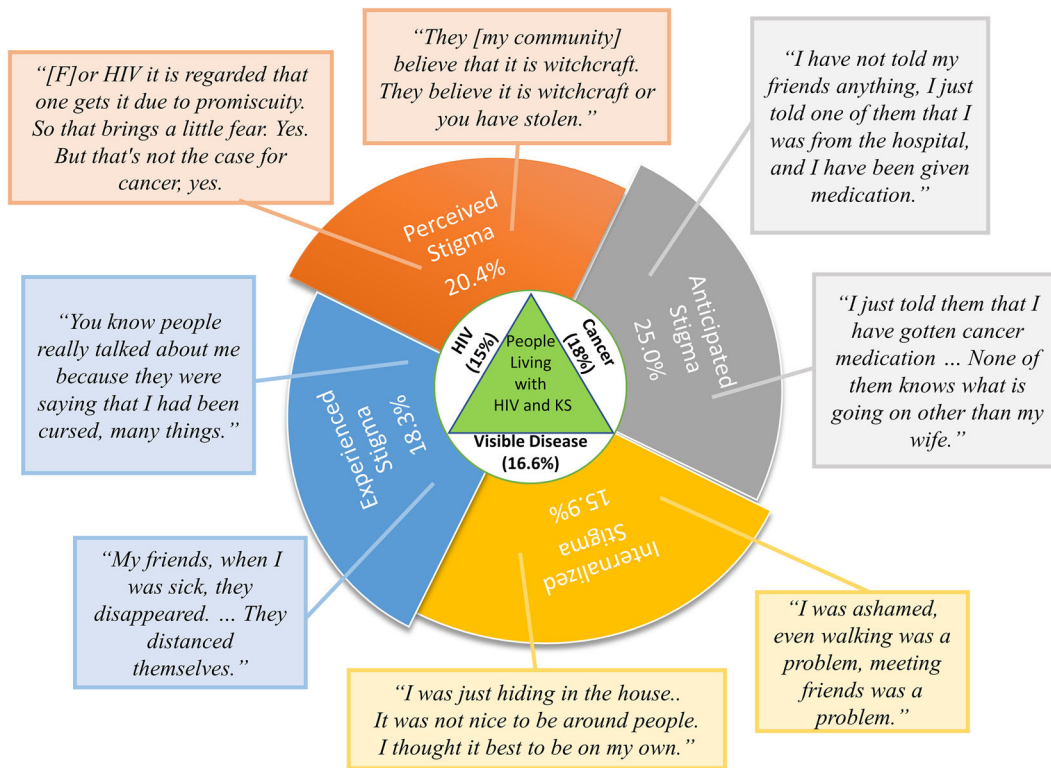 “[F]or HIV it is regarded that
one gets it due to promiscuity.
So that brings a little fear. Yes.
But that's not the case for
cancer, yes.
“They [my community]
believe that it is witchcraft.
They believe it is witchcraft or
you have stolen.”
“I have not told my
friends anything, I just
told one of them that I
was from the hospital,
and I have been given
medication.”
Perceived
Stigma
20.4%
Anticipated
Stigma
25.0%
“You know people
really talked about me
because they were
saying that I had been
cursed, many things.”
HIV
(15%)
Cancer
(18%)
People
Living
with
HIV and KS
Visible Disease
(16.6%)
“I just told them that I
have gotten cancer
medication … None of
them knows what is
going on other than my
wife.”
Experienced
Stigma
18.3%
Internalized
Stigma
15.9%
“My friends, when I
was sick, they
disappeared. … They
distanced
themselves.”
“I was just hiding in the house..
It was not nice to be around people.
I thought it best to be on my own.”
“I was ashamed,
even walking was a
problem, meeting
friends was a
problem.”